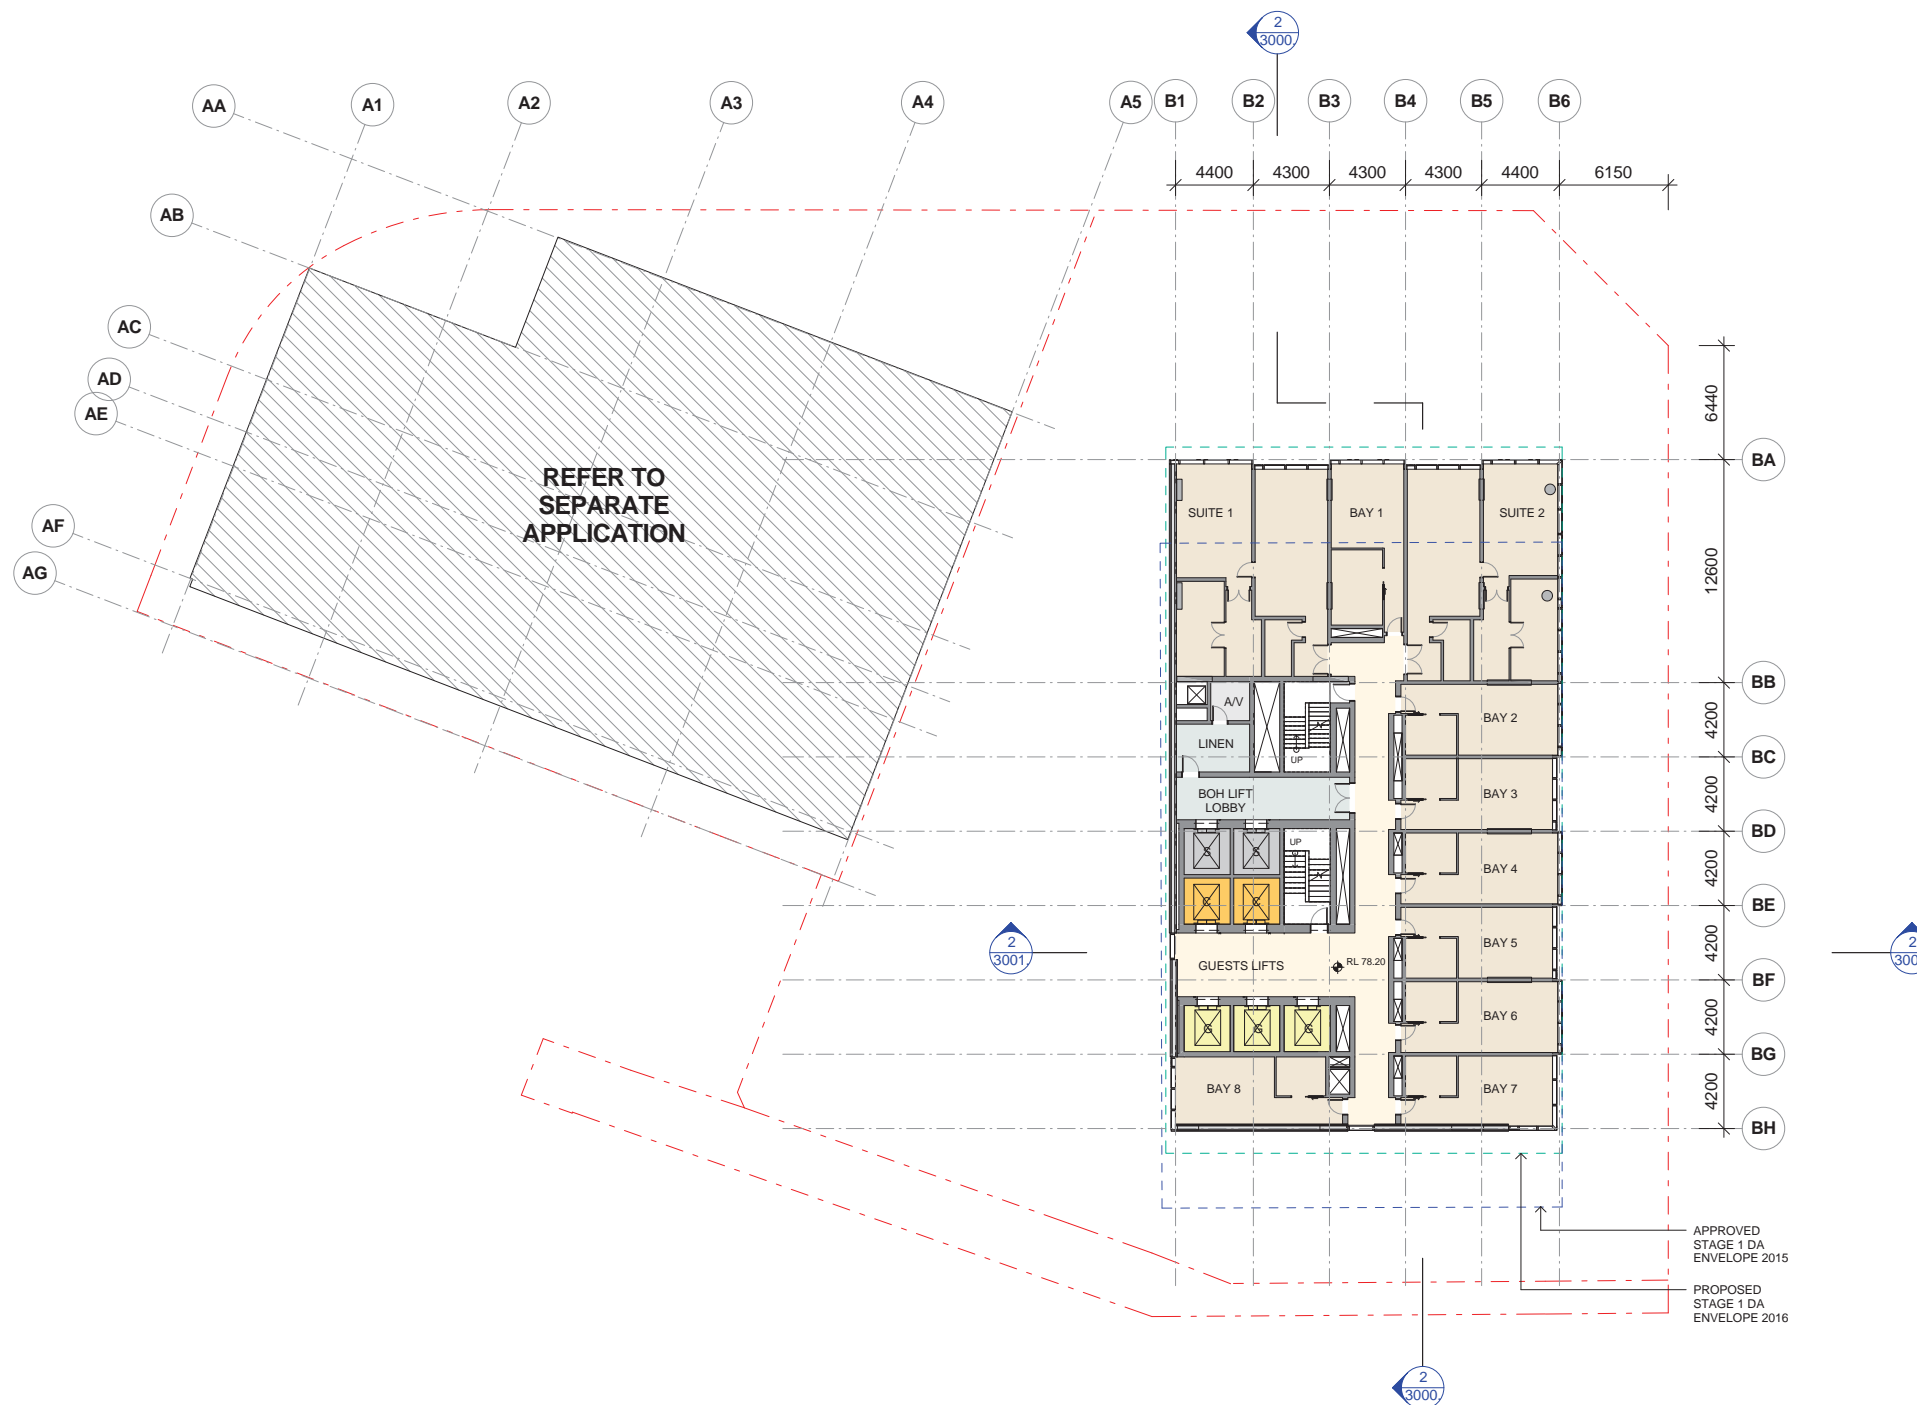 2
3000.
AA
A1
A2
A3
A4
A5
B1
B2
B3
B4
B5
B6
4400
4300
4300
4300
4400
6150
AB
AC
AD
AE
AF
AG
REFER TO
SEPARATE
APPLICATION
6440
12600
4200
4200
4200
4200
4200
4200
BA
BB
BC
BD
BE
BF
BG
BH
SUITE 1
BAY 1
SUITE 2
A/V
LINEN
UP
BOH LIFT
LOBBY
BAY 2
BAY 3
S
S
UP
BAY 4
C
C
BAY 5
GUESTS LIFTS
RL 78.20
G
G
G
BAY 6
BAY 8
BAY 7
2
3001.
2
300
APPROVED
STAGE 1 DA
ENVELOPE 2015
PROPOSED
STAGE 1 DA
ENVELOPE 2016
2
3000.